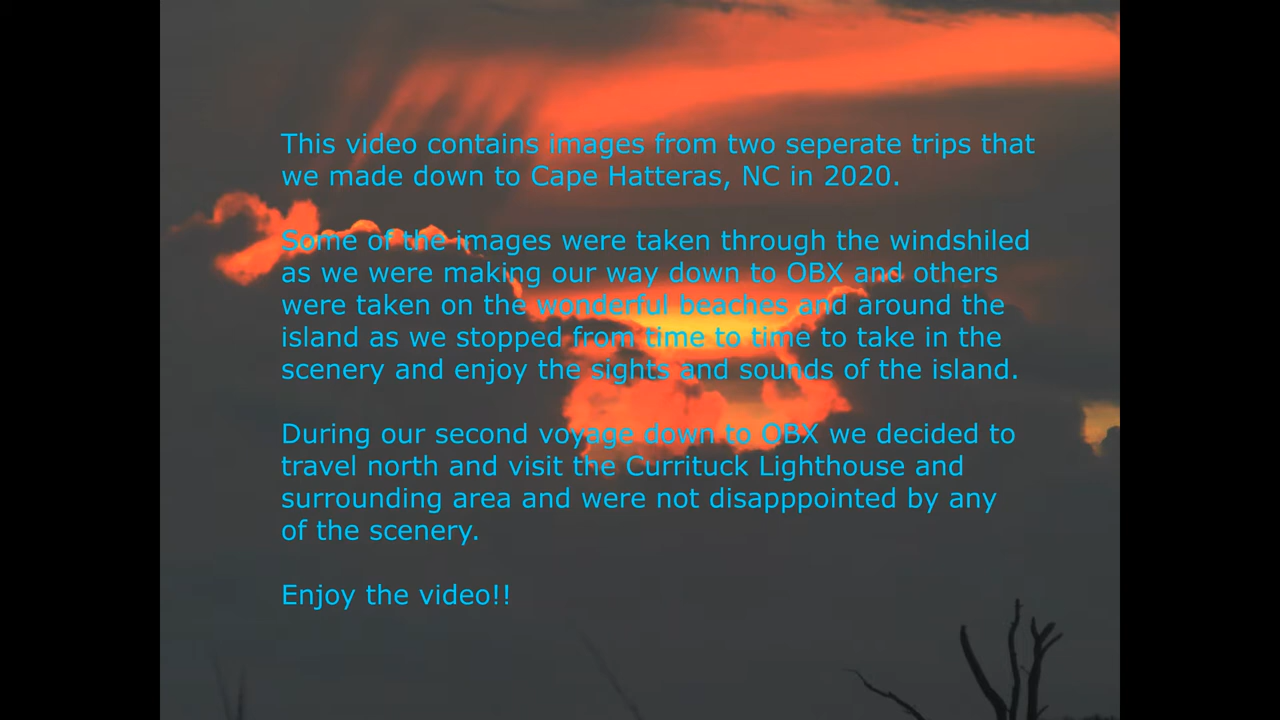 This video contains images from two seperate trips that
we made down to Cape Hatteras, NC in 2020.
Some of the images were taken through the windshiled
as we were making our way down to OBX and others
were taken on the wonderful beaches and around the
island as we stopped from time to time to take in the
scenery and enjoy the sights and sounds of the island.
During our second voyage down to OBX we decided to
travel north and visit the Currituck Lighthouse and
surrounding area and were not disapppointed by any
of the scenery.
Enjoy the video!!